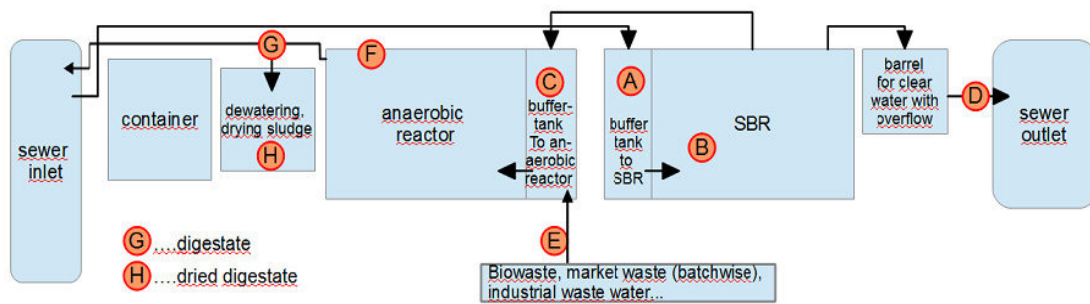 G
F
A
C
D
B
H
E
sewer
inlet
container
dewatering,
drying sludge
anaerobic
reactor
buffer-
tank
To an-
aerobic
reactor
buffer
tank
to
SBR
SBR
barrel
for clear
water with
overflow
sewer
outlet
G ....digestate
H ....dried digestate
Biowaste, market waste (batchwise),
industrial waste water...